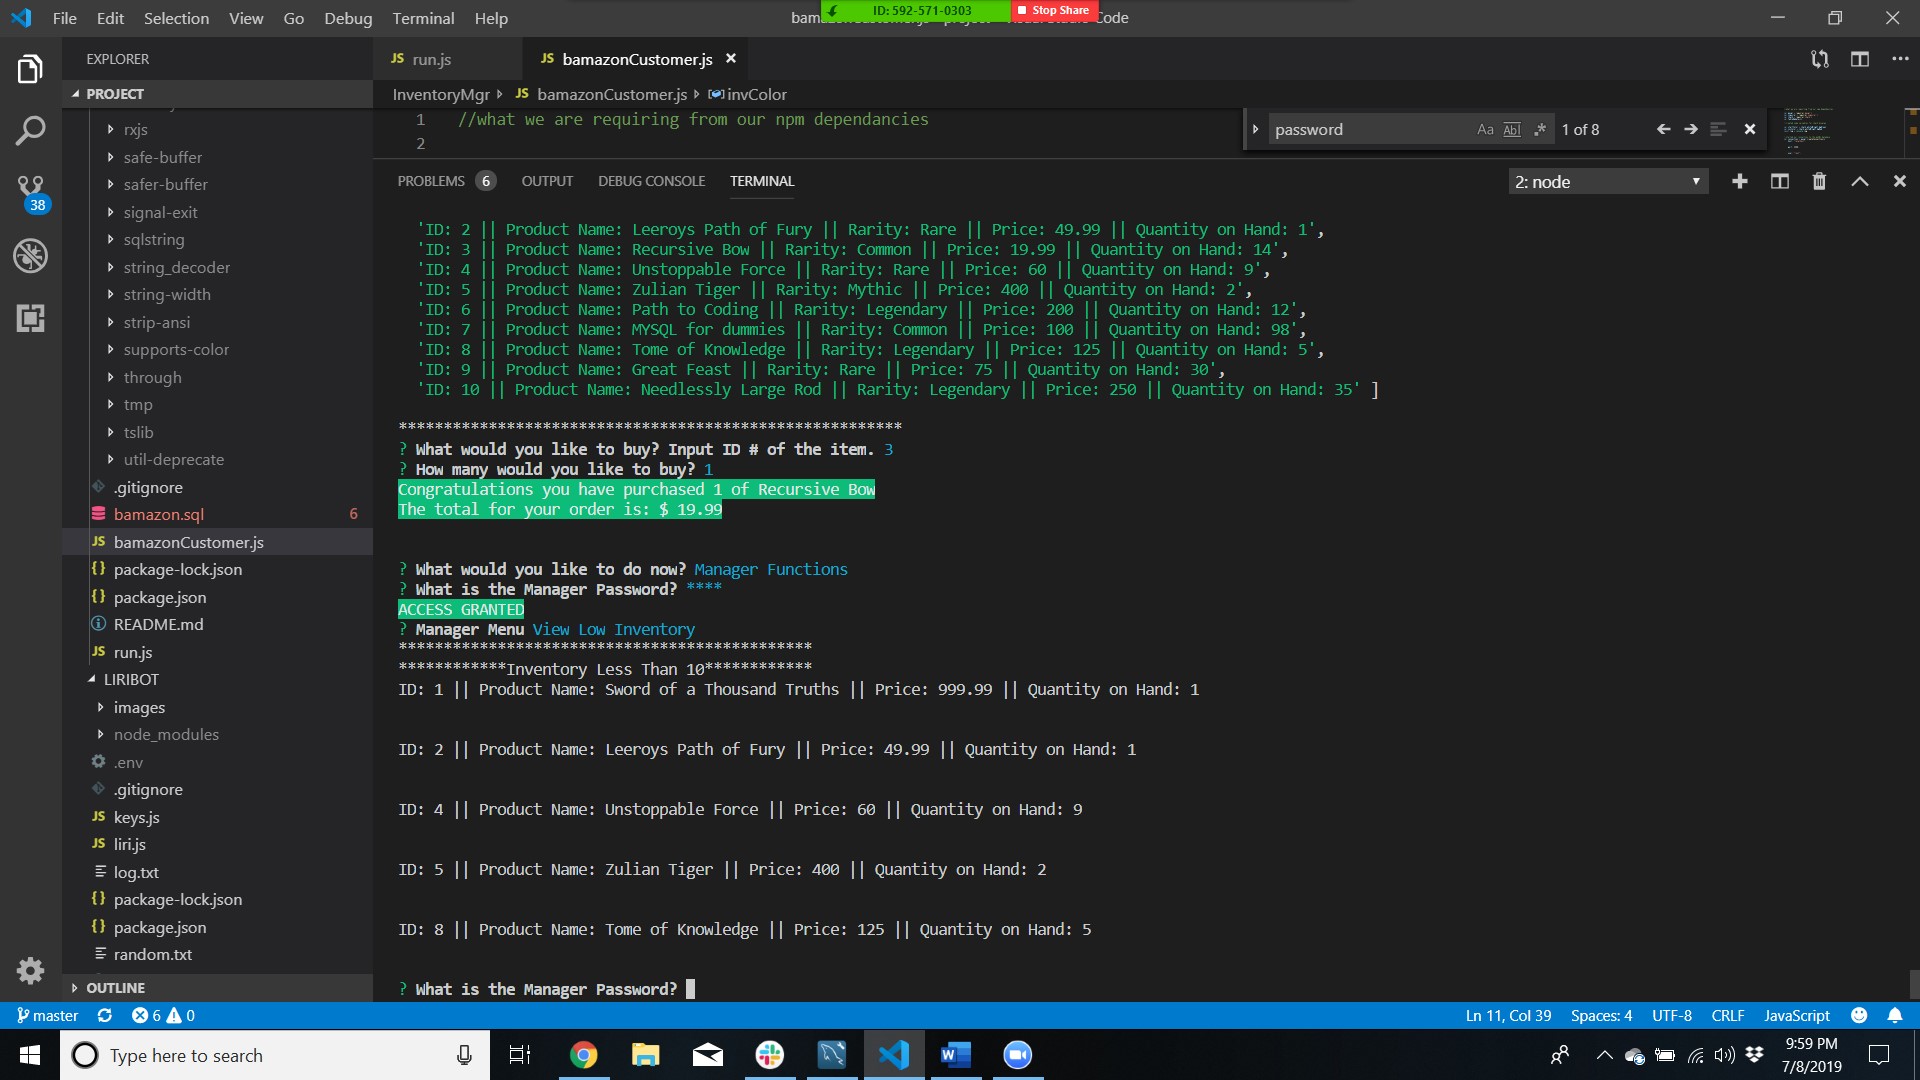 File Edit Selection View Go Debug Terminal Help
ID: 592-571-0303 Stop Share
EXPLORER
JS run.js
JS bamazonCustomer.js
PROJECT
InventoryMgr JS bamazonCustomer.js invColor
1 //what we are requiring from our npm dependancies
2
password Aa Abl .* 1 of 8
PROBLEMS 6 OUTPUT DEBUG CONSOLE TERMINAL 2: node
rxjs
safe-buffer
safer-buffer
signal-exit
sqlstring
string_decoder
string-width
strip-ansi
supports-color
through
tmp
tslib
util-deprecate
.gitignore
bamazon.sql 6
JS bamazonCustomer.js
{} package-lock.json
{} package.json
README.md
JS run.js
LIRIBOT
images
node_modules
.env
.gitignore
JS keys.js
JS liri.js
log.txt
{} package-lock.json
{} package.json
random.txt
OUTLINE
38
'ID: 2 || Product Name: Leeroys Path of Fury || Rarity: Rare || Price: 49.99 || Quantity on Hand: 1',
'ID: 3 || Product Name: Recursive Bow || Rarity: Common || Price: 19.99 || Quantity on Hand: 14',
'ID: 4 || Product Name: Unstoppable Force || Rarity: Rare || Price: 60 || Quantity on Hand: 9',
'ID: 5 || Product Name: Zulian Tiger || Rarity: Mythic || Price: 400 || Quantity on Hand: 2',
'ID: 6 || Product Name: Path to Coding || Rarity: Legendary || Price: 200 || Quantity on Hand: 12',
'ID: 7 || Product Name: MYSQL for dummies || Rarity: Common || Price: 100 || Quantity on Hand: 98',
'ID: 8 || Product Name: Tome of Knowledge || Rarity: Legendary || Price: 125 || Quantity on Hand: 5',
'ID: 9 || Product Name: Great Feast || Rarity: Rare || Price: 75 || Quantity on Hand: 30',
'ID: 10 || Product Name: Needlessly Large Rod || Rarity: Legendary || Price: 250 || Quantity on Hand: 35' ]
********************************************************
? What would you like to buy? Input ID # of the item. 3
? How many would you like to buy? 1
Congratulations you have purchased 1 of Recursive Bow
The total for your order is: $ 19.99
? What would you like to do now? Manager Functions
? What is the Manager Password? ****
ACCESS GRANTED
? Manager Menu View Low Inventory
**********************************************
************Inventory Less Than 10************
ID: 1 || Product Name: Sword of a Thousand Truths || Price: 999.99 || Quantity on Hand: 1
ID: 2 || Product Name: Leeroys Path of Fury || Price: 49.99 || Quantity on Hand: 1
ID: 4 || Product Name: Unstoppable Force || Price: 60 || Quantity on Hand: 9
ID: 5 || Product Name: Zulian Tiger || Price: 400 || Quantity on Hand: 2
ID: 8 || Product Name: Tome of Knowledge || Price: 125 || Quantity on Hand: 5
? What is the Manager Password?
master 6 0 Ln 11, Col 39 Spaces: 4 UTF-8 CRLF JavaScript
Type here to search
9:59 PM
7/8/2019